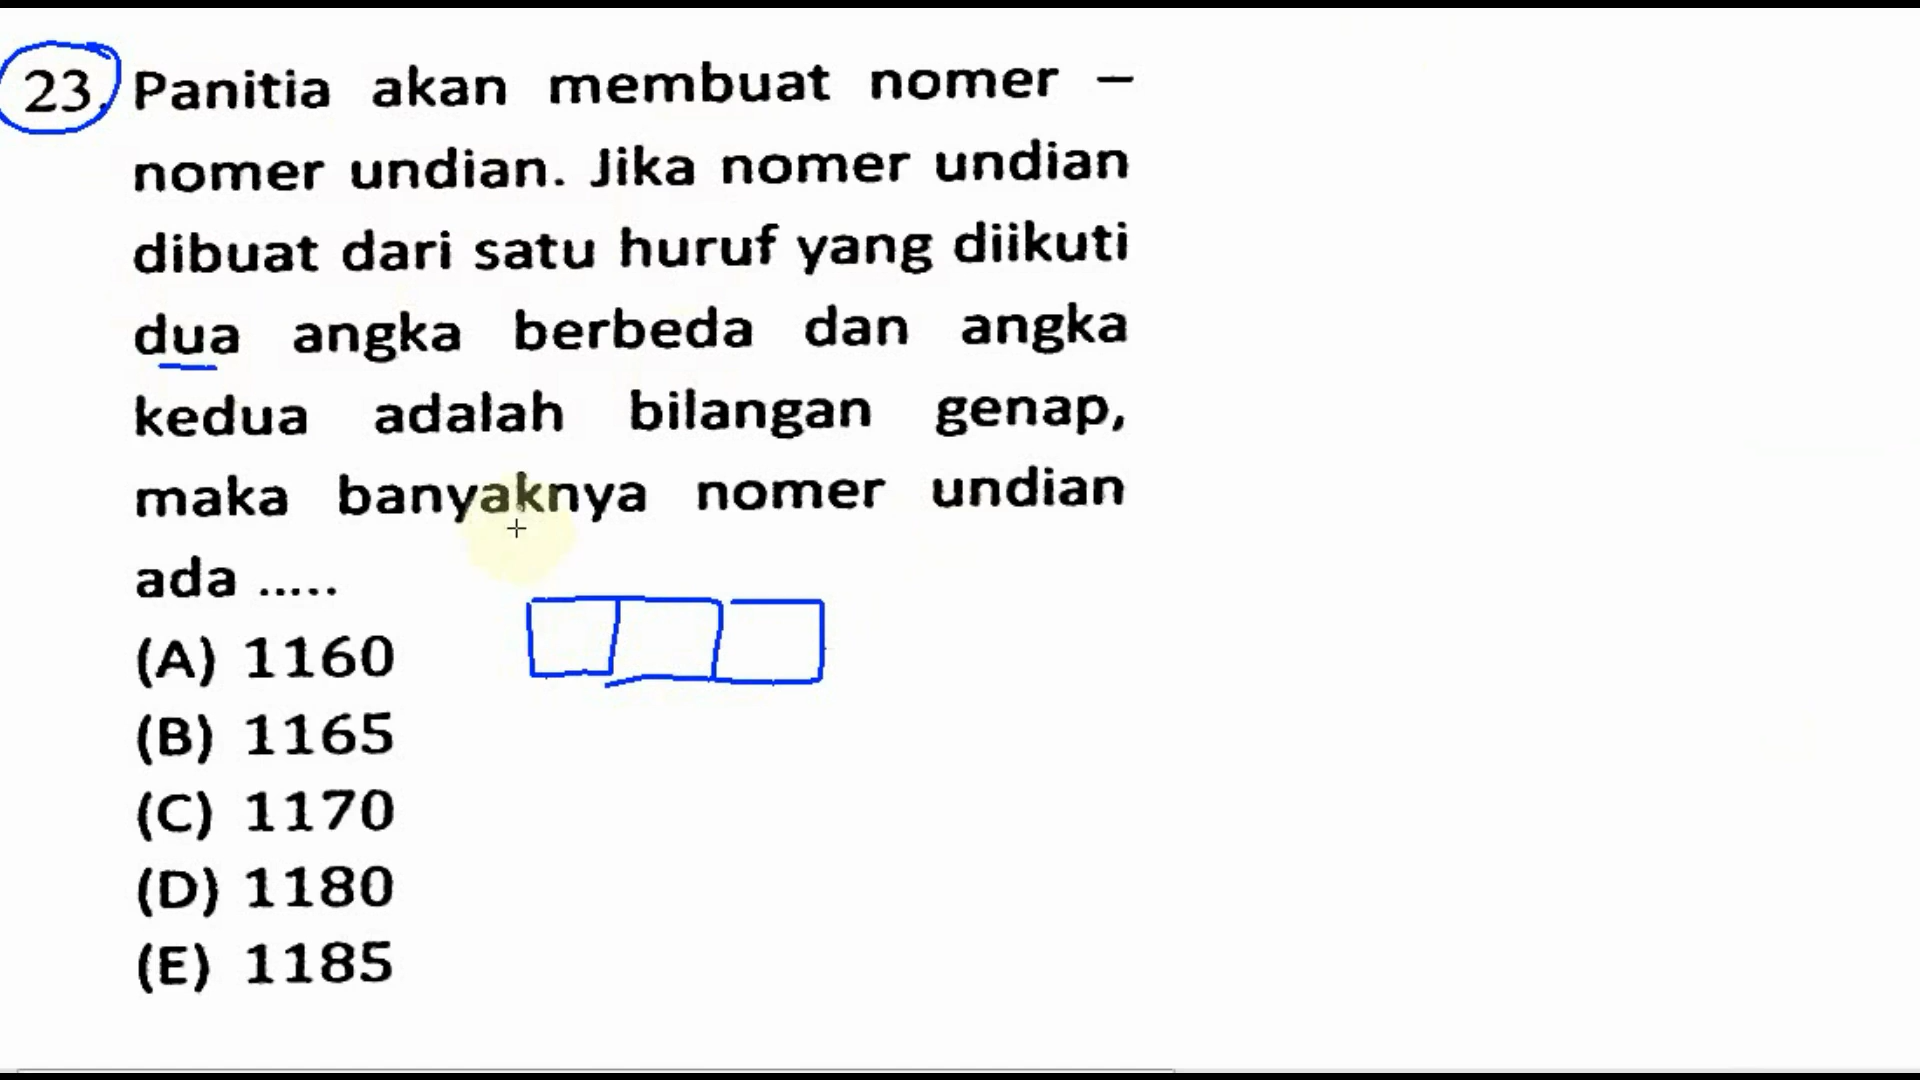 23. Panitia akan membuat nomer –
nomer undian. Jika nomer undian
dibuat dari satu huruf yang diikuti
dua angka berbeda dan angka
kedua adalah bilangan genap,
maka banyaknya nomer undian
ada .....
(A) 1160
(B) 1165
(C) 1170
(D) 1180
(E) 1185